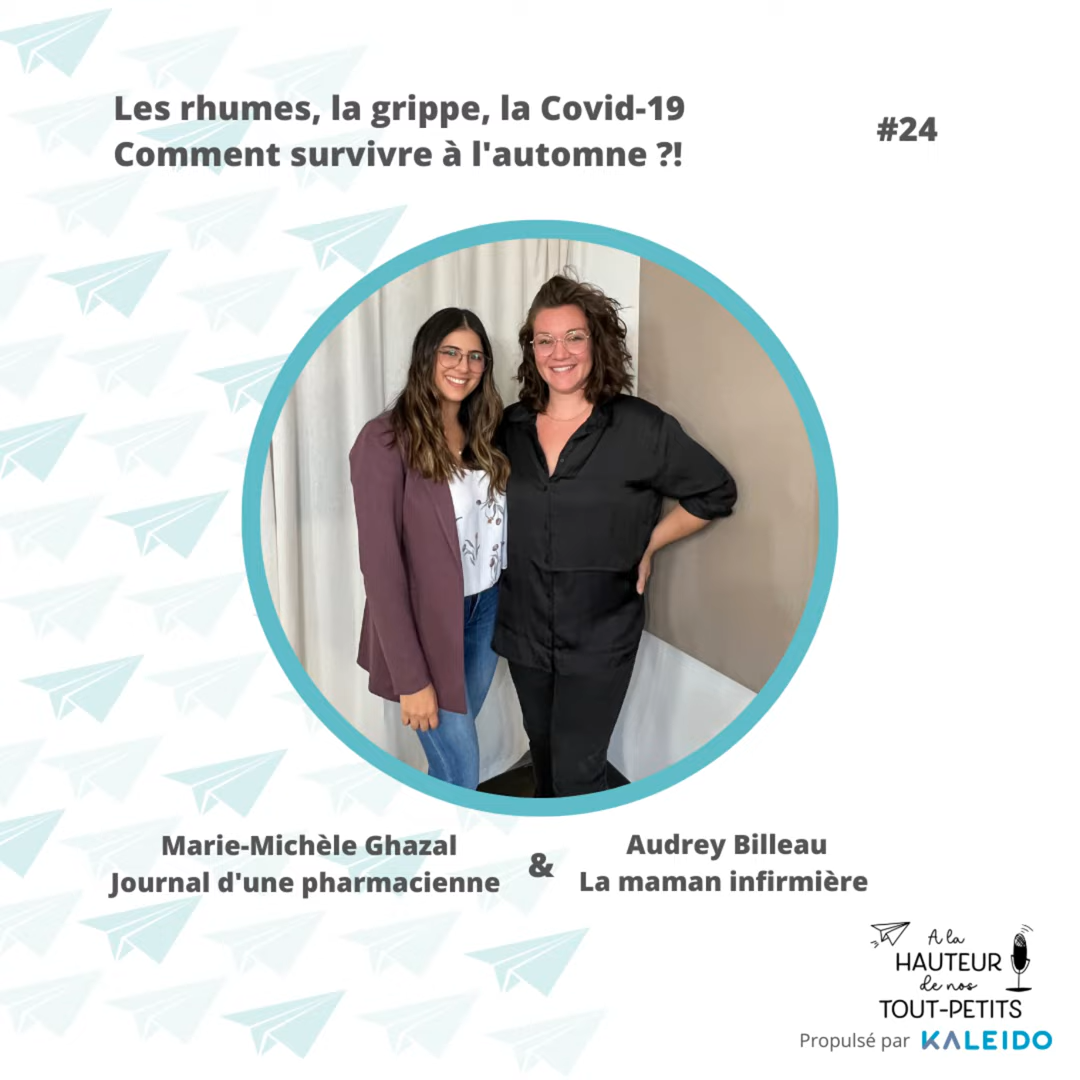 Les rhumes, la grippe, la Covid-19
Comment survivre à l'automne ?!
#24
Marie-Michèle Ghazal
Journal d'une pharmacienne
&
Audrey Billeau
La maman infirmière
A la
HAUTEUR
de nos
TOUT-PETITS
Propulsé par KALEIDO